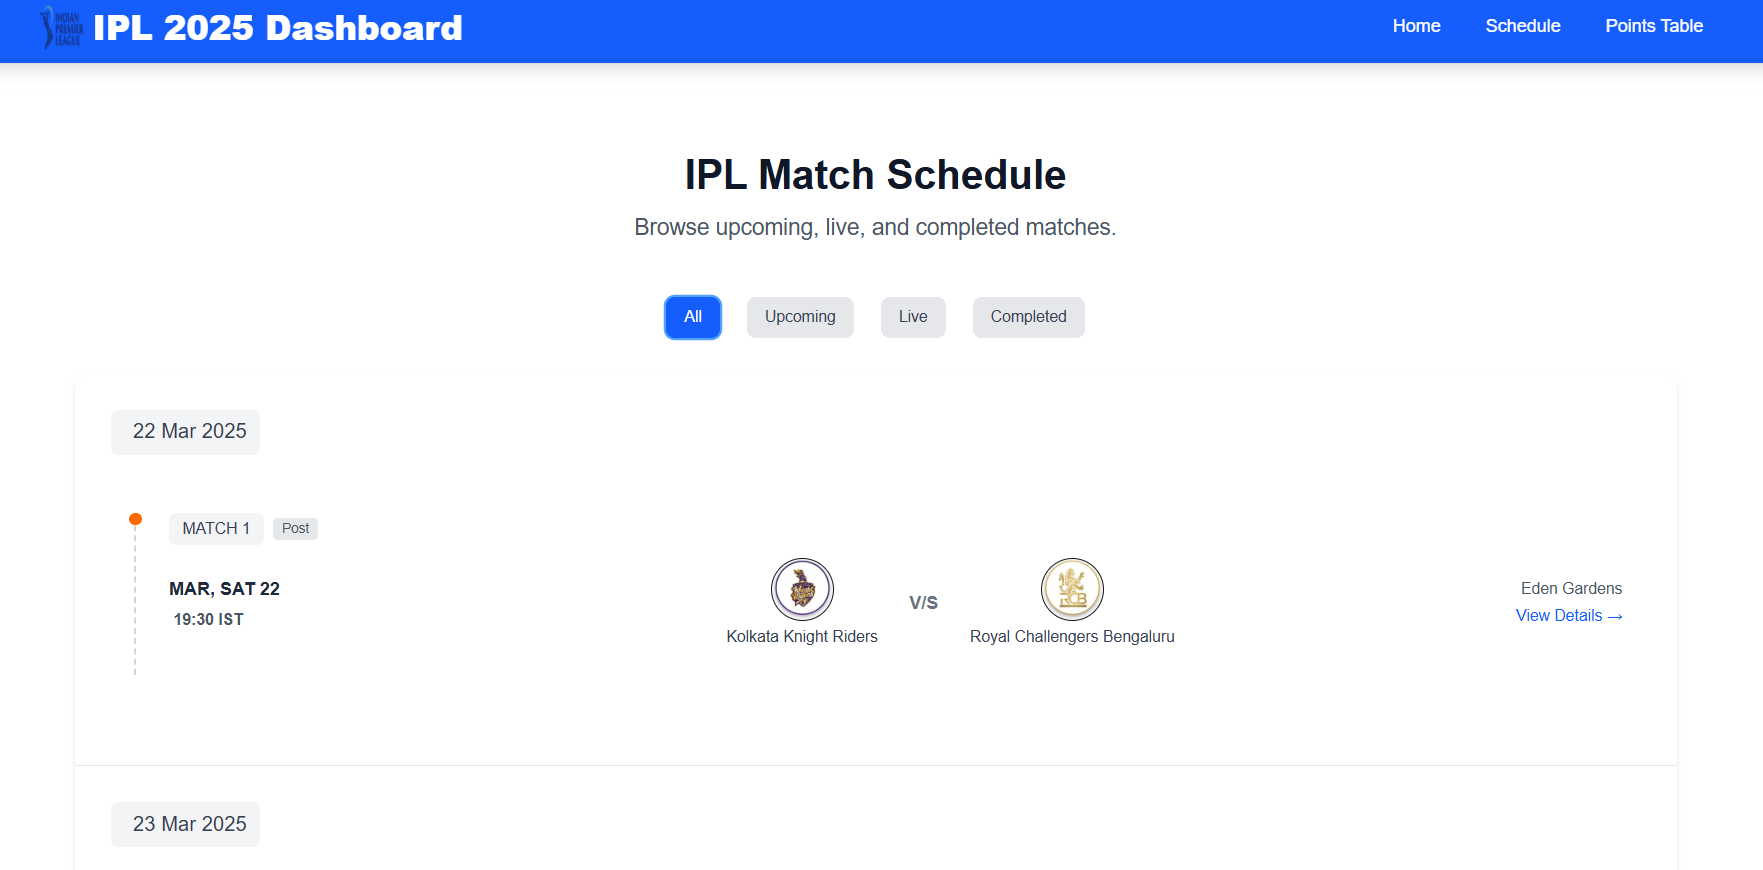 INDIAN
PREMIER
LEAGUE
IPL 2025 Dashboard
Home
Schedule
Points Table
IPL Match Schedule
Browse upcoming, live, and completed matches.
All
Upcoming
Live
Completed
22 Mar 2025
MATCH 1
Post
MAR, SAT 22
19:30 IST
Kolkata Knight Riders
V/S
RCB
Royal Challengers Bengaluru
Eden Gardens
View Details →
23 Mar 2025